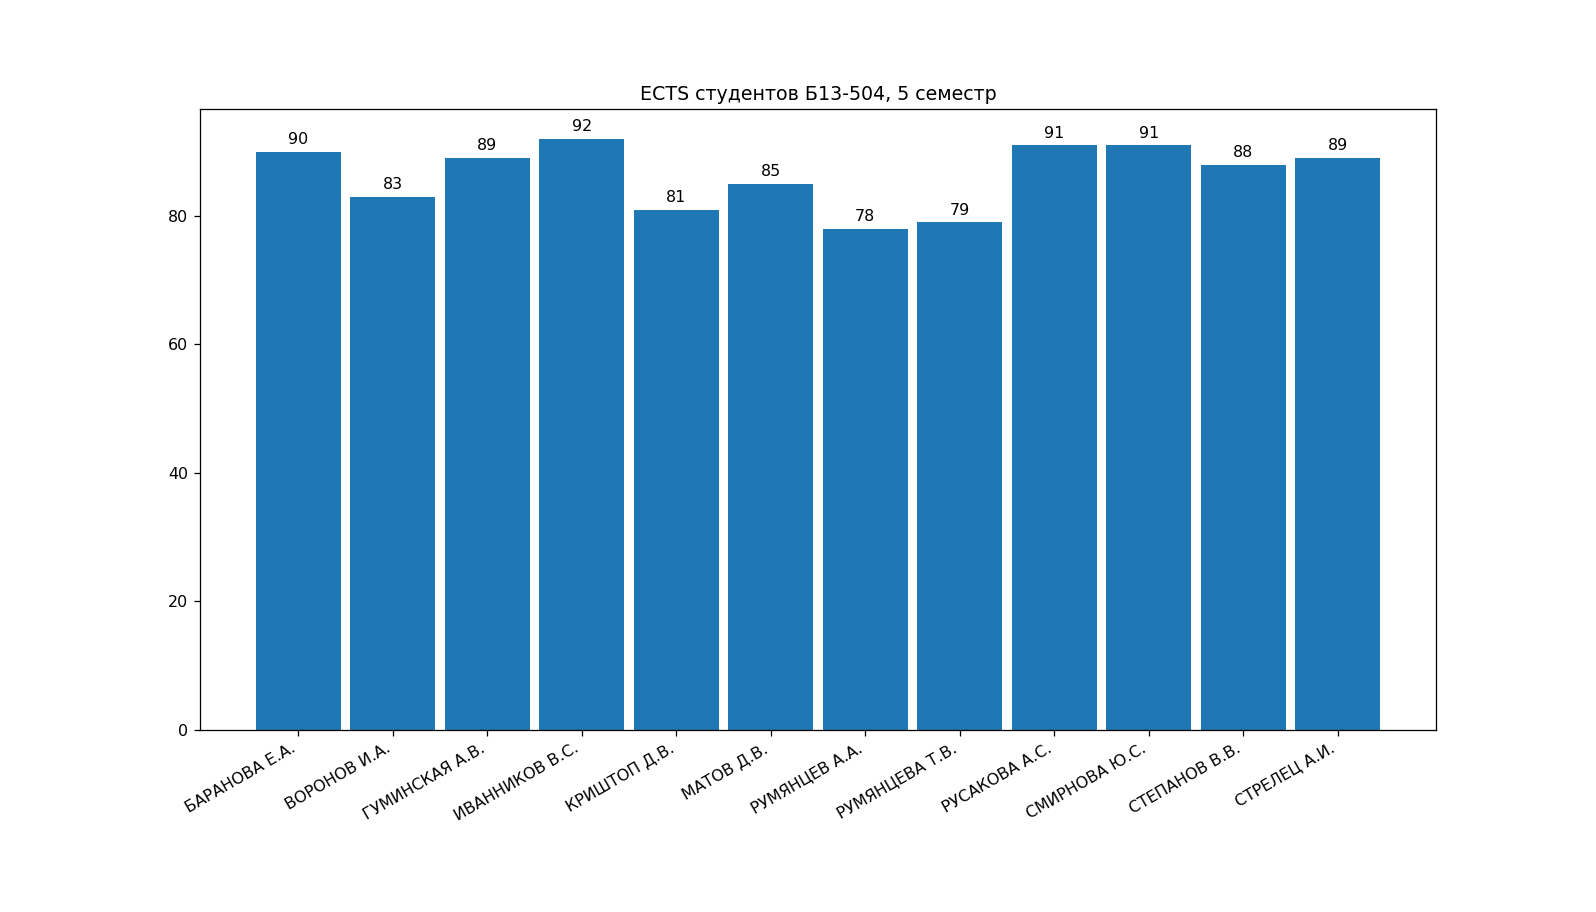 ECTS студентов Б13-504, 5 семестр
90
83
89
92
81
85
78
79
91
91
88
89
80
60
40
20
0
БАРАНОВА Е.А.
ВОРОНОВ И.А.
ГУМИНСКАЯ А.В.
ИВАННИКОВ В.С.
КРИШТОП Д.В.
МАТОВ Д.В.
РУМЯНЦЕВ А.А.
РУМЯНЦЕВА Т.В.
РУСАКОВА А.С.
СМИРНОВА Ю.С.
СТЕПАНОВ В.В.
СТРЕЛЕЦ А.И.